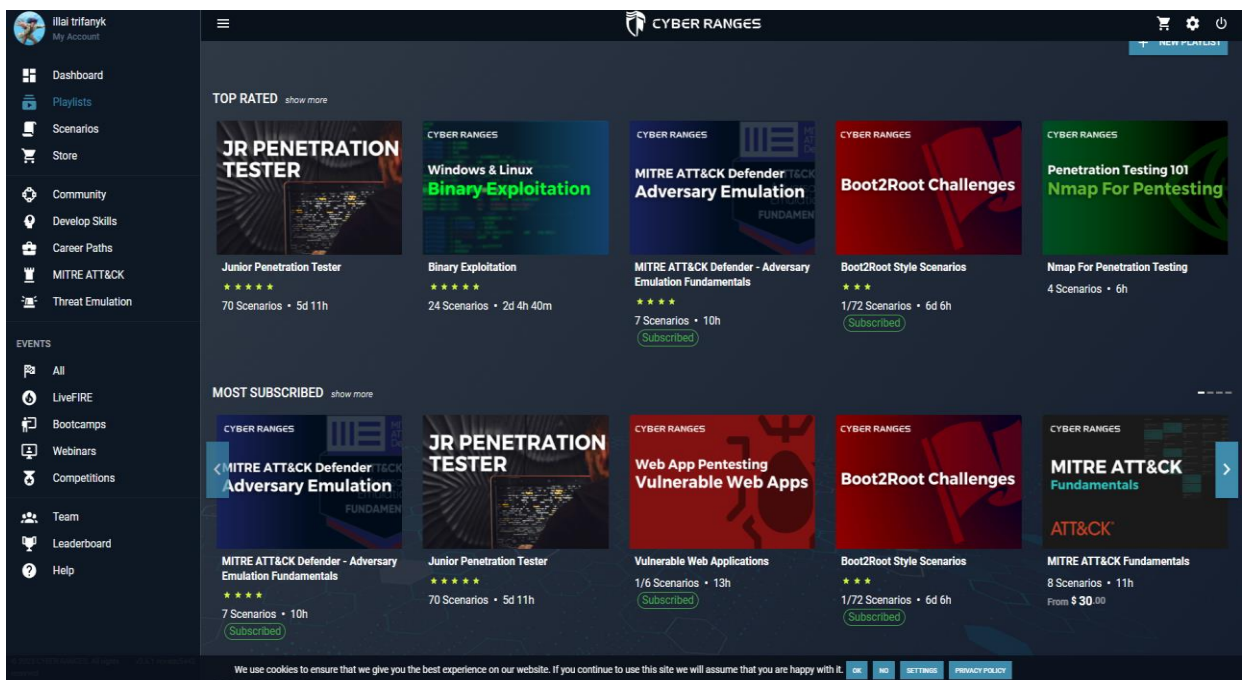 illai trifanyk
My Account
CYBER RANGES
Dashboard
Playlists
Scenarios
Store
Community
Develop Skills
Career Paths
MITRE ATT&CK
Threat Emulation
EVENTS
All
LiveFIRE
Bootcamps
Webinars
Competitions
Team
Leaderboard
Help
+ NEW PLAYLIST
TOP RATED show more
JR PENETRATION
TESTER
Junior Penetration Tester
70 Scenarios • 5d 11h
CYBER RANGES
Windows & Linux
Binary Exploitation
Binary Exploitation
24 Scenarios • 2d 4h 40m
CYBER RANGES
MITRE ATT&CK Defender
Adversary Emulation
FUNDAMEN
MITRE ATT&CK Defender - Adversary
Emulation Fundamentals
7 Scenarios • 10h
Subscribed
CYBER RANGES
Boot2Root Challenges
Boot2Root Style Scenarios
1/72 Scenarios • 6d 6h
Subscribed
CYBER RANGES
Penetration Testing 101
Nmap For Pentesting
Nmap For Penetration Testing
4 Scenarios • 6h
MOST SUBSCRIBED show more
CYBER RANGES
MITRE ATT&CK Defender
Adversary Emulation
FUNDAMEN
MITRE ATT&CK Defender - Adversary
Emulation Fundamentals
7 Scenarios • 10h
Subscribed
JR PENETRATION
TESTER
Junior Penetration Tester
70 Scenarios • 5d 11h
CYBER RANGES
Web App Pentesting
Vulnerable Web Apps
Vulnerable Web Applications
1/6 Scenarios • 13h
Subscribed
CYBER RANGES
Boot2Root Challenges
Boot2Root Style Scenarios
1/72 Scenarios • 6d 6h
Subscribed
CYBER RANGES
MITRE ATT&CK
Fundamentals
ATT&CK
MITRE ATT&CK Fundamentals
8 Scenarios • 11h
From $ 30.00
We use cookies to ensure that we give you the best experience on our website. If you continue to use this site we will assume that you are happy with it. OK NO SETTINGS PRIVACY POLICY